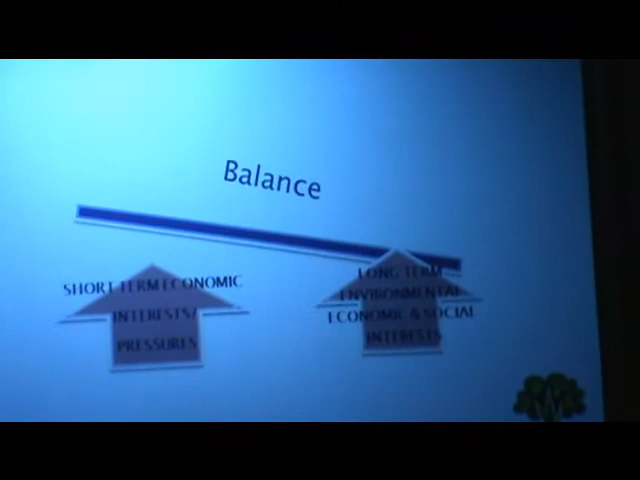 Balance
SHORT TERM ECONOMIC
INTERESTS/
PRESSURES
LONG TERM
ENVIRONMENTAL
ECONOMIC & SOCIAL
INTERESTS